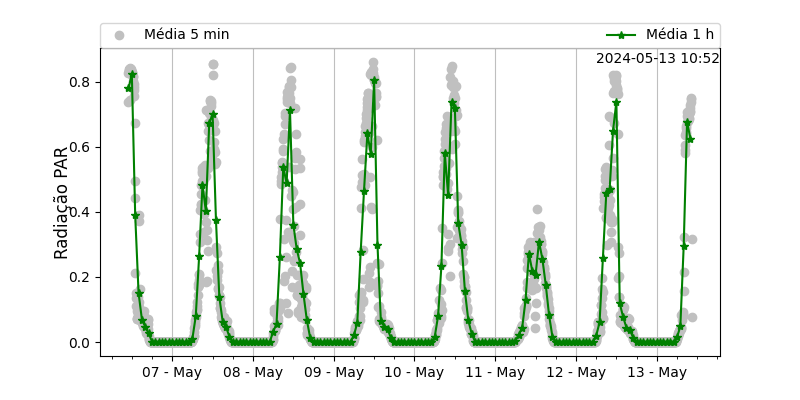 Média 5 min
Média 1 h
2024-05-13 10:52
Radiação PAR
0.8
0.6
0.4
0.2
0.0
07 - May
08 - May
09 - May
10 - May
11 - May
12 - May
13 - May